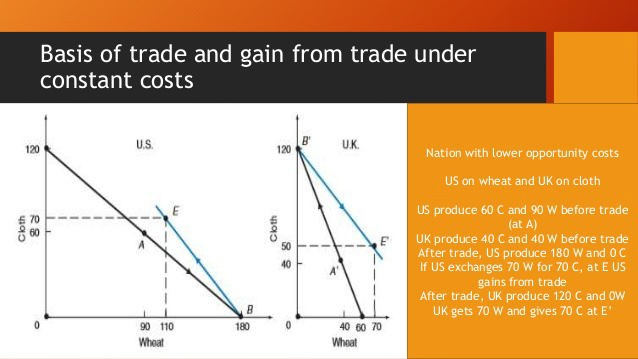 Basis of trade and gain from trade under
constant costs
U.S.
120
70
60
Cloth
E
A
B
0
90 110 180
Wheat
U.K.
B'
120
50
40
Cloth
E'
A'
0
40 60 70
Wheat
Nation with lower opportunity costs
US on wheat and UK on cloth
US produce 60 C and 90 W before trade
(at A)
UK produce 40 C and 40 W before trade
After trade, US produce 180 W and 0 C
If US exchanges 70 W for 70 C, at E US
gains from trade
After trade, UK produce 120 C and 0W
UK gets 70 W and gives 70 C at E’